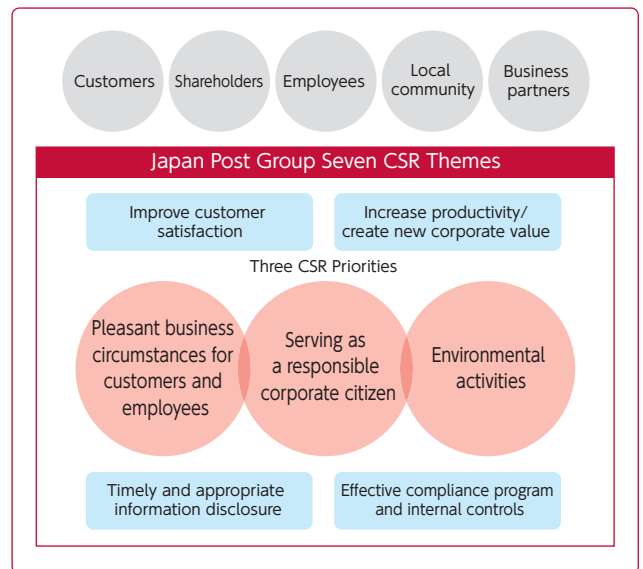 Customers
Shareholders
Employees
Local
community
Business
partners
Japan Post Group Seven CSR Themes
Improve customer
satisfaction
Increase productivity/
create new corporate value
Three CSR Priorities
Pleasant business
circumstances for
customers and
employees
Serving as
a responsible
corporate citizen
Environmental
activities
Timely and appropriate
information disclosure
Effective compliance program
and internal controls